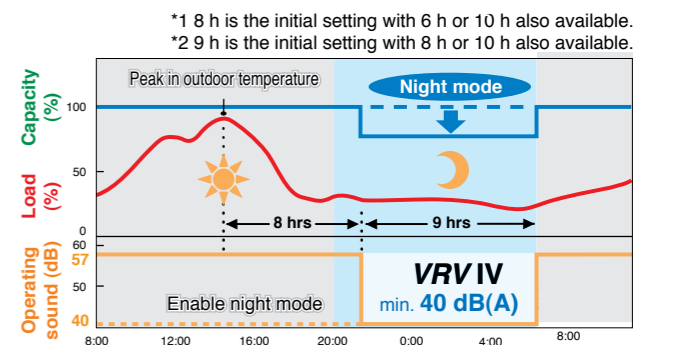 *1 8 h is the initial setting with 6 h or 10 h also available.
*2 9 h is the initial setting with 8 h or 10 h also available.
Capacity (%)
Load (%)
Peak in outdoor temperature
Night mode
100
50
0
8 hrs
9 hrs
Operating sound (dB)
60
57
50
40
VRV IV
min. 40 dB(A)
Enable night mode
8:00 12:00 16:00 20:00 0:00 4:00 8:00